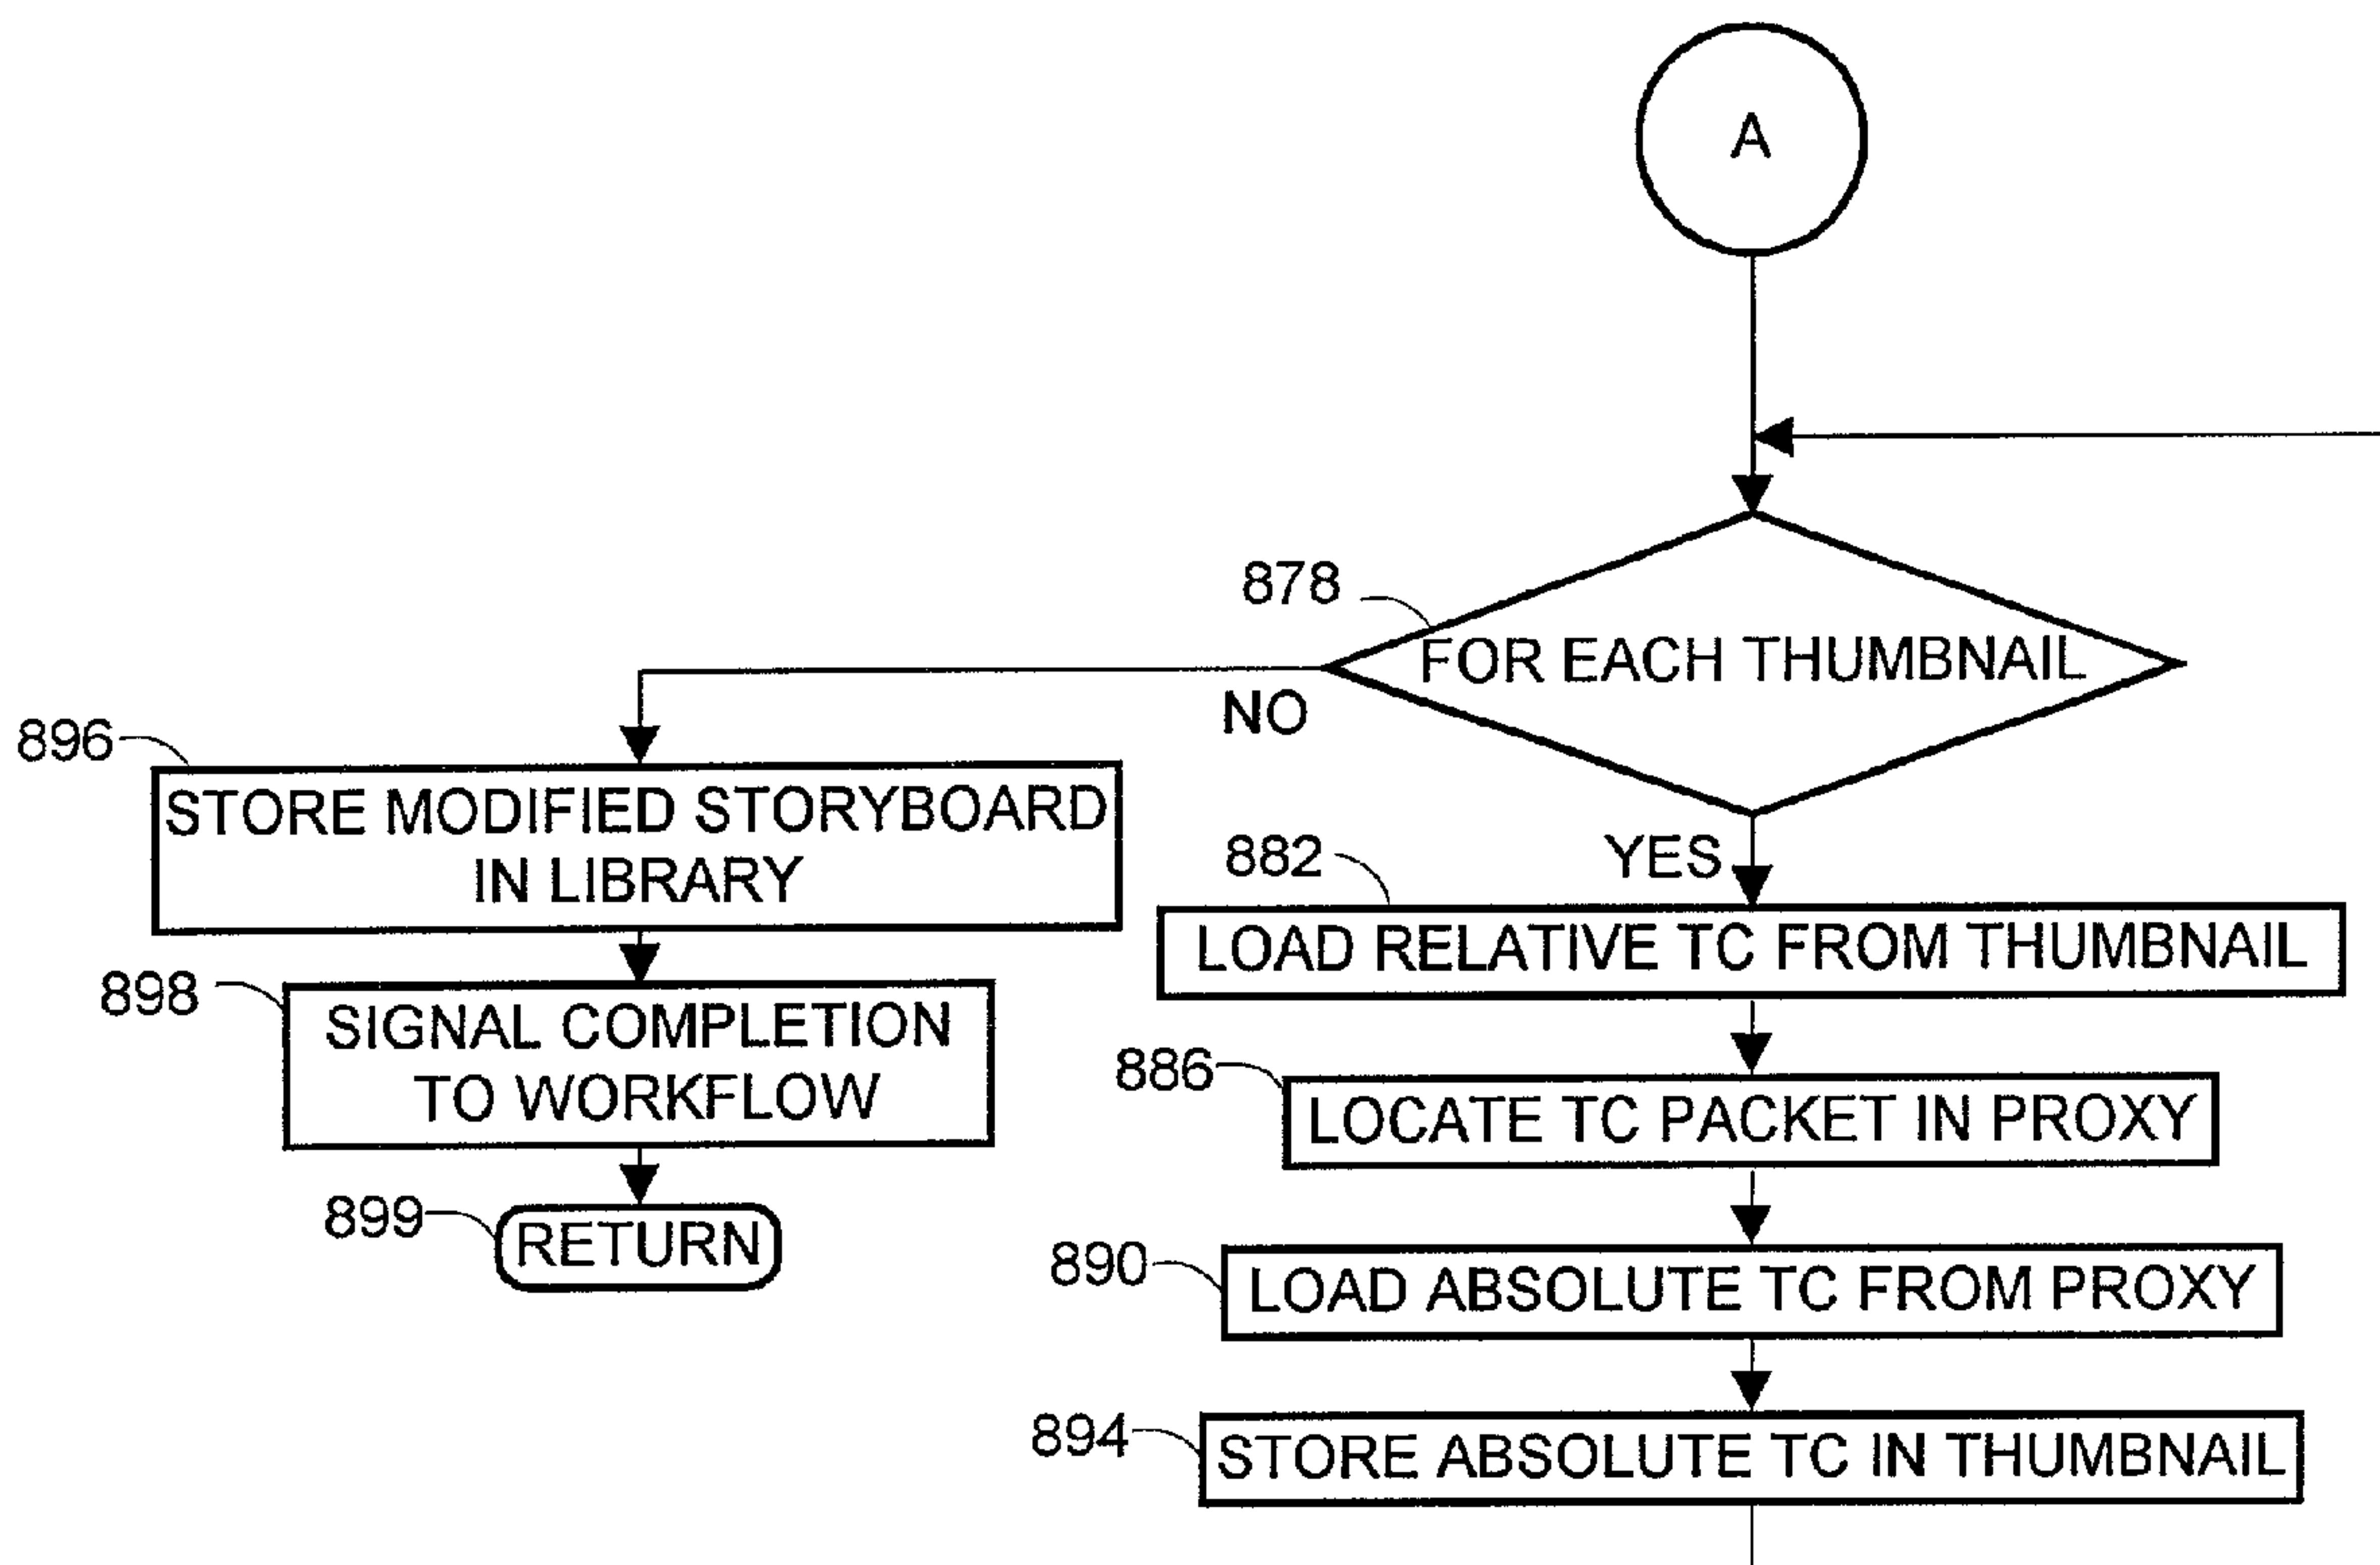 A
878
FOR EACH THUMBNAIL
NO
YES
896
STORE MODIFIED STORYBOARD
IN LIBRARY
898
SIGNAL COMPLETION
TO WORKFLOW
899
RETURN
882
LOAD RELATIVE TC FROM THUMBNAIL
886
LOCATE TC PACKET IN PROXY
890
LOAD ABSOLUTE TC FROM PROXY
894
STORE ABSOLUTE TC IN THUMBNAIL